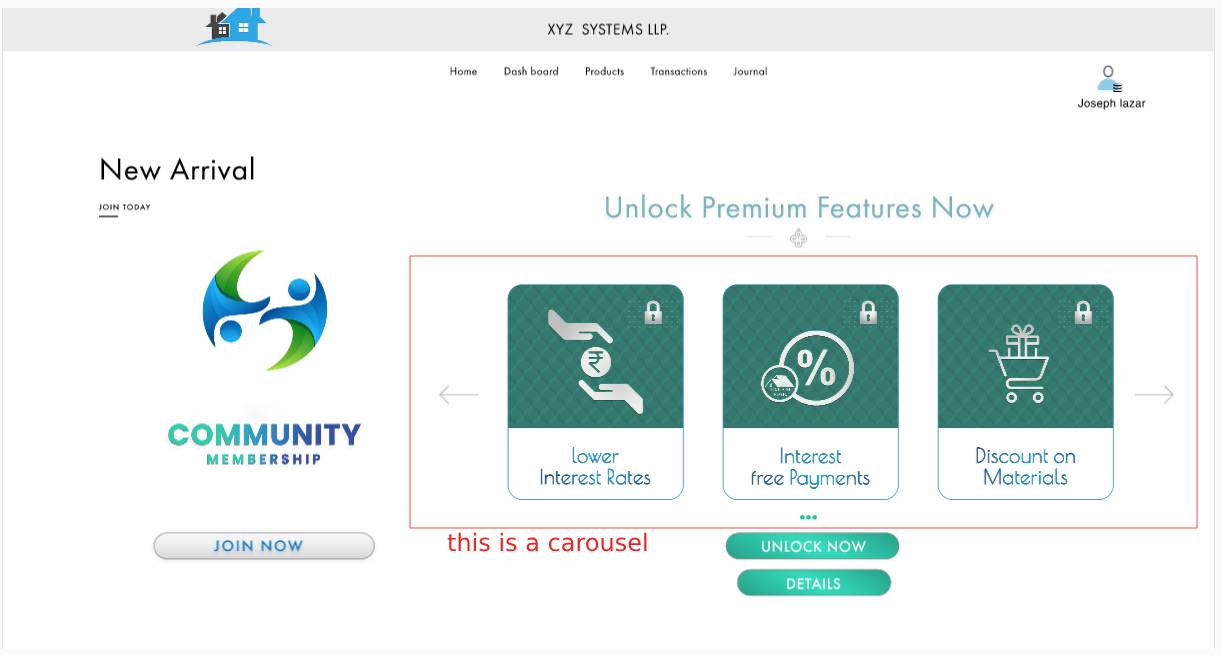 XYZ SYSTEMS LLP.
Home Dash board Products Transactions Journal
Joseph lazar
New Arrival
JOIN TODAY
Unlock Premium Features Now
COMMUNITY
MEMBERSHIP
JOIN NOW
₹
%
lower
Interest Rates
Interest
free Payments
Discount on
Materials
this is a carousel
UNLOCK NOW
DETAILS